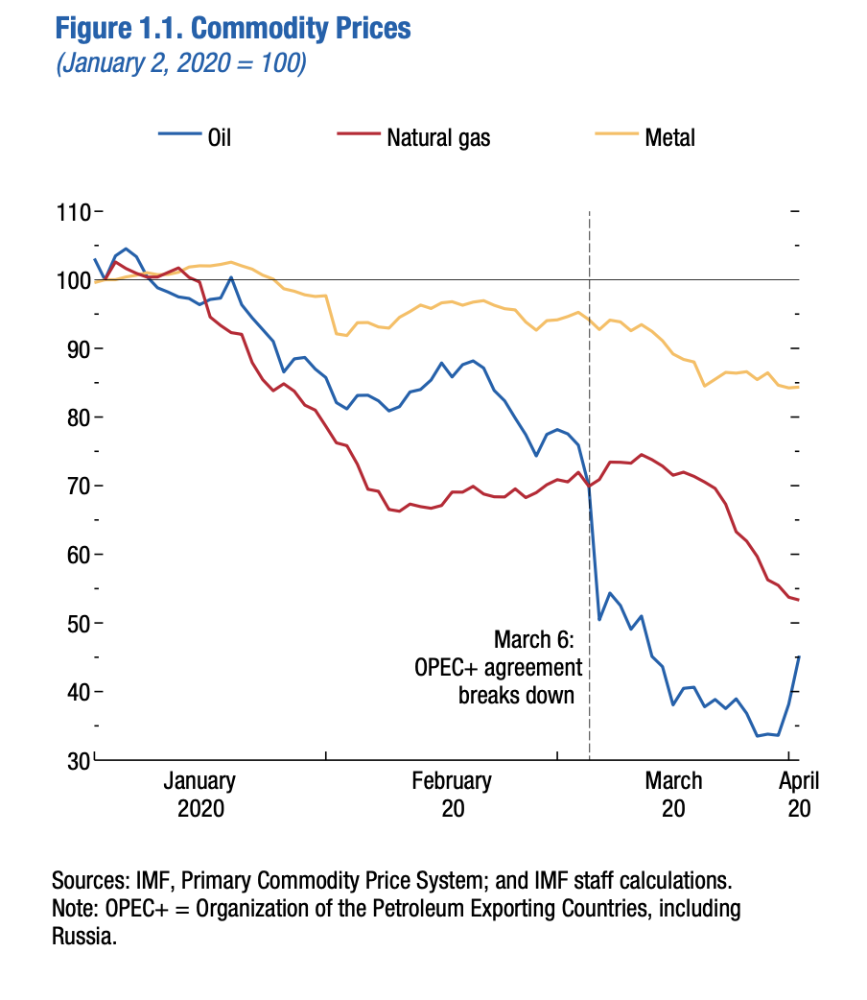 Figure 1.1. Commodity Prices
(January 2, 2020 = 100)
Oil
Natural gas
Metal
110
100
90
80
70
60
50
40
30
March 6:
OPEC+ agreement
breaks down
January
2020
February
20
March
20
April
20
Sources: IMF, Primary Commodity Price System; and IMF staff calculations.
Note: OPEC+ = Organization of the Petroleum Exporting Countries, including
Russia.